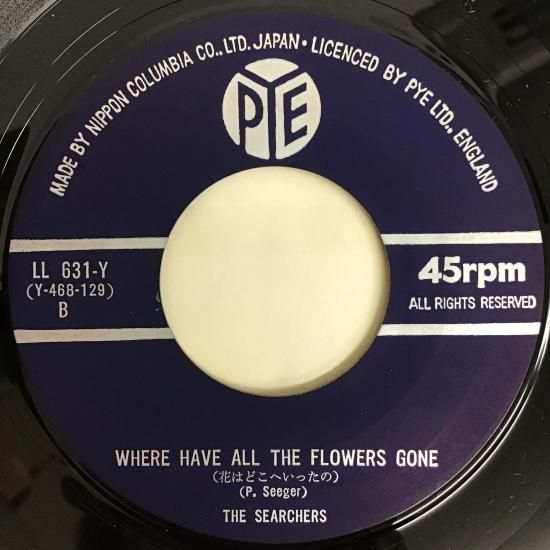 MADE BY NIPPON COLUMBIA CO., LTD. JAPAN · LICENCED BY PYE LTD., ENGLAND
PYE
LL 631-Y
(Y-468-129)
B
45rpm
ALL RIGHTS RESERVED
WHERE HAVE ALL THE FLOWERS GONE
(花はどこへいったの)
(P. Seeger)
THE SEARCHERS